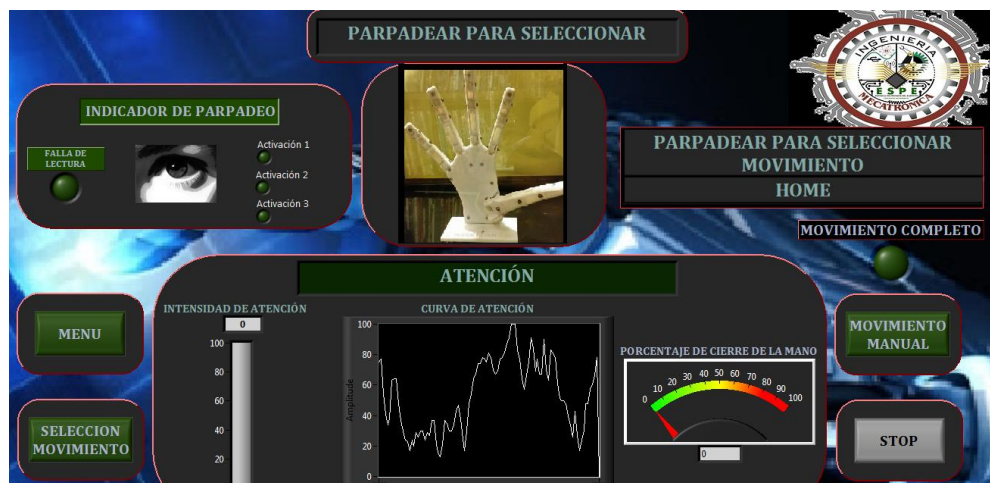 PARPADEAR PARA SELECCIONAR
INGENIERIA
ESPE
MECATRÓNICA
INDICADOR DE PARPADEO
FALLA DE
LECTURA
Activación 1
Activación 2
Activación 3
PARPADEAR PARA SELECCIONAR
MOVIMIENTO
HOME
MOVIMIENTO COMPLETO
ATENCIÓN
INTENSIDAD DE ATENCIÓN
0
100
80
60
40
20
CURVA DE ATENCIÓN
Amplitude
100
80
60
40
20
0
PORCENTAJE DE CIERRE DE LA MANO
0 10 20 30 40 50 60 70 80 90 100
0
MENU
SELECCION
MOVIMIENTO
MOVIMIENTO
MANUAL
STOP